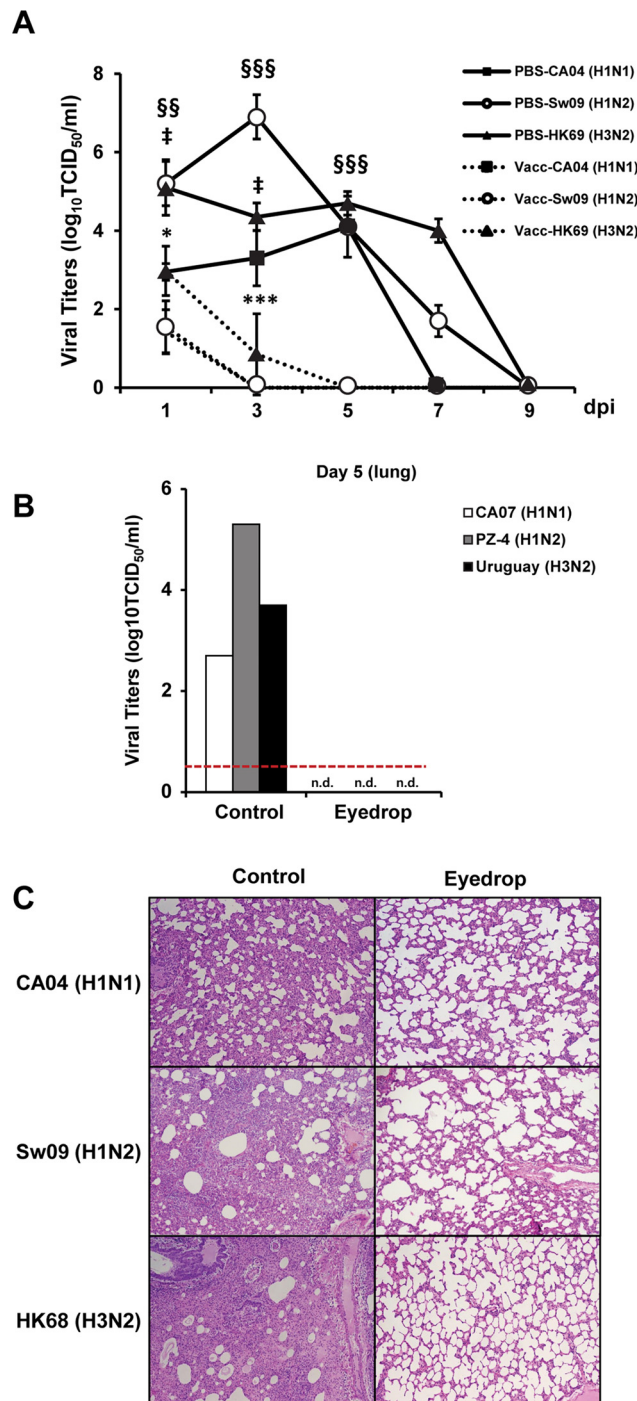 A
Viral Titers (log10TCID50/ml)
8
6
4
2
0
§§
‡
*
§§§
‡
***
§§§
1 3 5 7 9 dpi
PBS-CA04 (H1N1)
PBS-Sw09 (H1N2)
PBS-HK69 (H3N2)
Vacc-CA04 (H1N1)
Vacc-Sw09 (H1N2)
Vacc-HK69 (H3N2)
B
Day 5 (lung)
Viral Titers (log10TCID50/ml)
6
4
2
0
n.d. n.d. n.d.
Control Eyedrop
CA07 (H1N1)
PZ-4 (H1N2)
Uruguay (H3N2)
C
Control Eyedrop
CA04 (H1N1)
Sw09 (H1N2)
HK68 (H3N2)